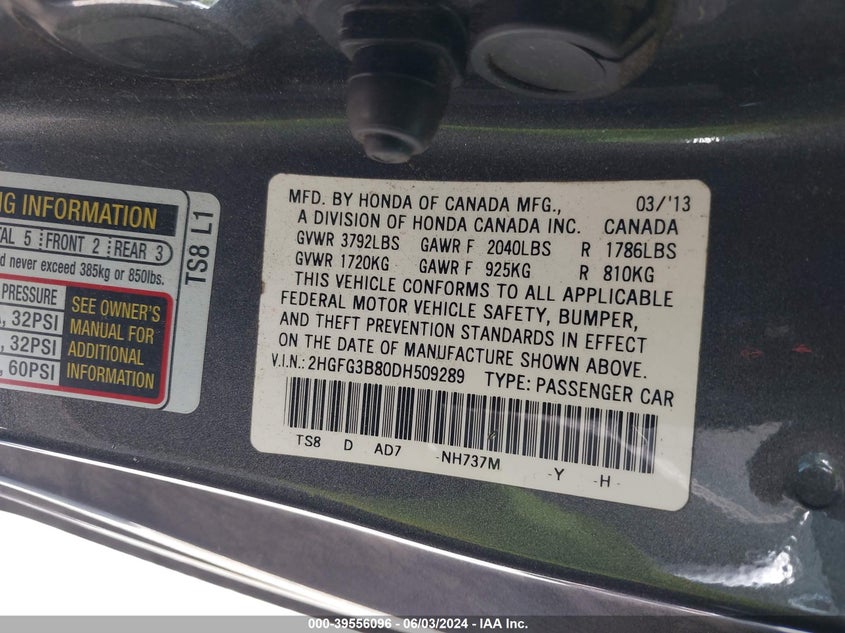 NG INFORMATION
TAL 5 FRONT 2 REAR 3
d never exceed 385kg or 850lbs.
PRESSURE
, 32PSI
, 32PSI
, 60PSI
SEE OWNER'S
MANUAL FOR
ADDITIONAL
INFORMATION
TS8 L1
MFD. BY HONDA OF CANADA MFG., 03/'13
A DIVISION OF HONDA CANADA INC. CANADA
GVWR 3792LBS GAWR F 2040LBS R 1786LBS
GVWR 1720KG GAWR F 925KG R 810KG
THIS VEHICLE CONFORMS TO ALL APPLICABLE
FEDERAL MOTOR VEHICLE SAFETY, BUMPER,
AND THEFT PREVENTION STANDARDS IN EFFECT
ON THE DATE OF MANUFACTURE SHOWN ABOVE.
V.I.N.: 2HGFG3B80DH509289 TYPE: PASSENGER CAR
TS8 D AD7 -NH737M -Y -H-
000-39556096 - 06/03/2024 - IAA Inc.